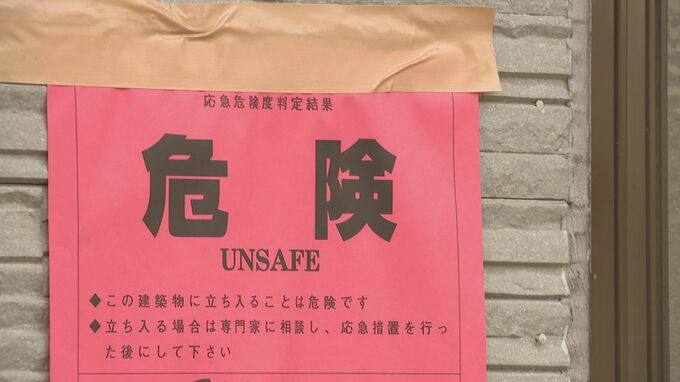 応急危険度判定結果
危険
UNSAFE
◆この建築物に立ち入ることは危険です
◆立ち入る場合は専門家に相談し、応急措置を行っ
た後にして下さい